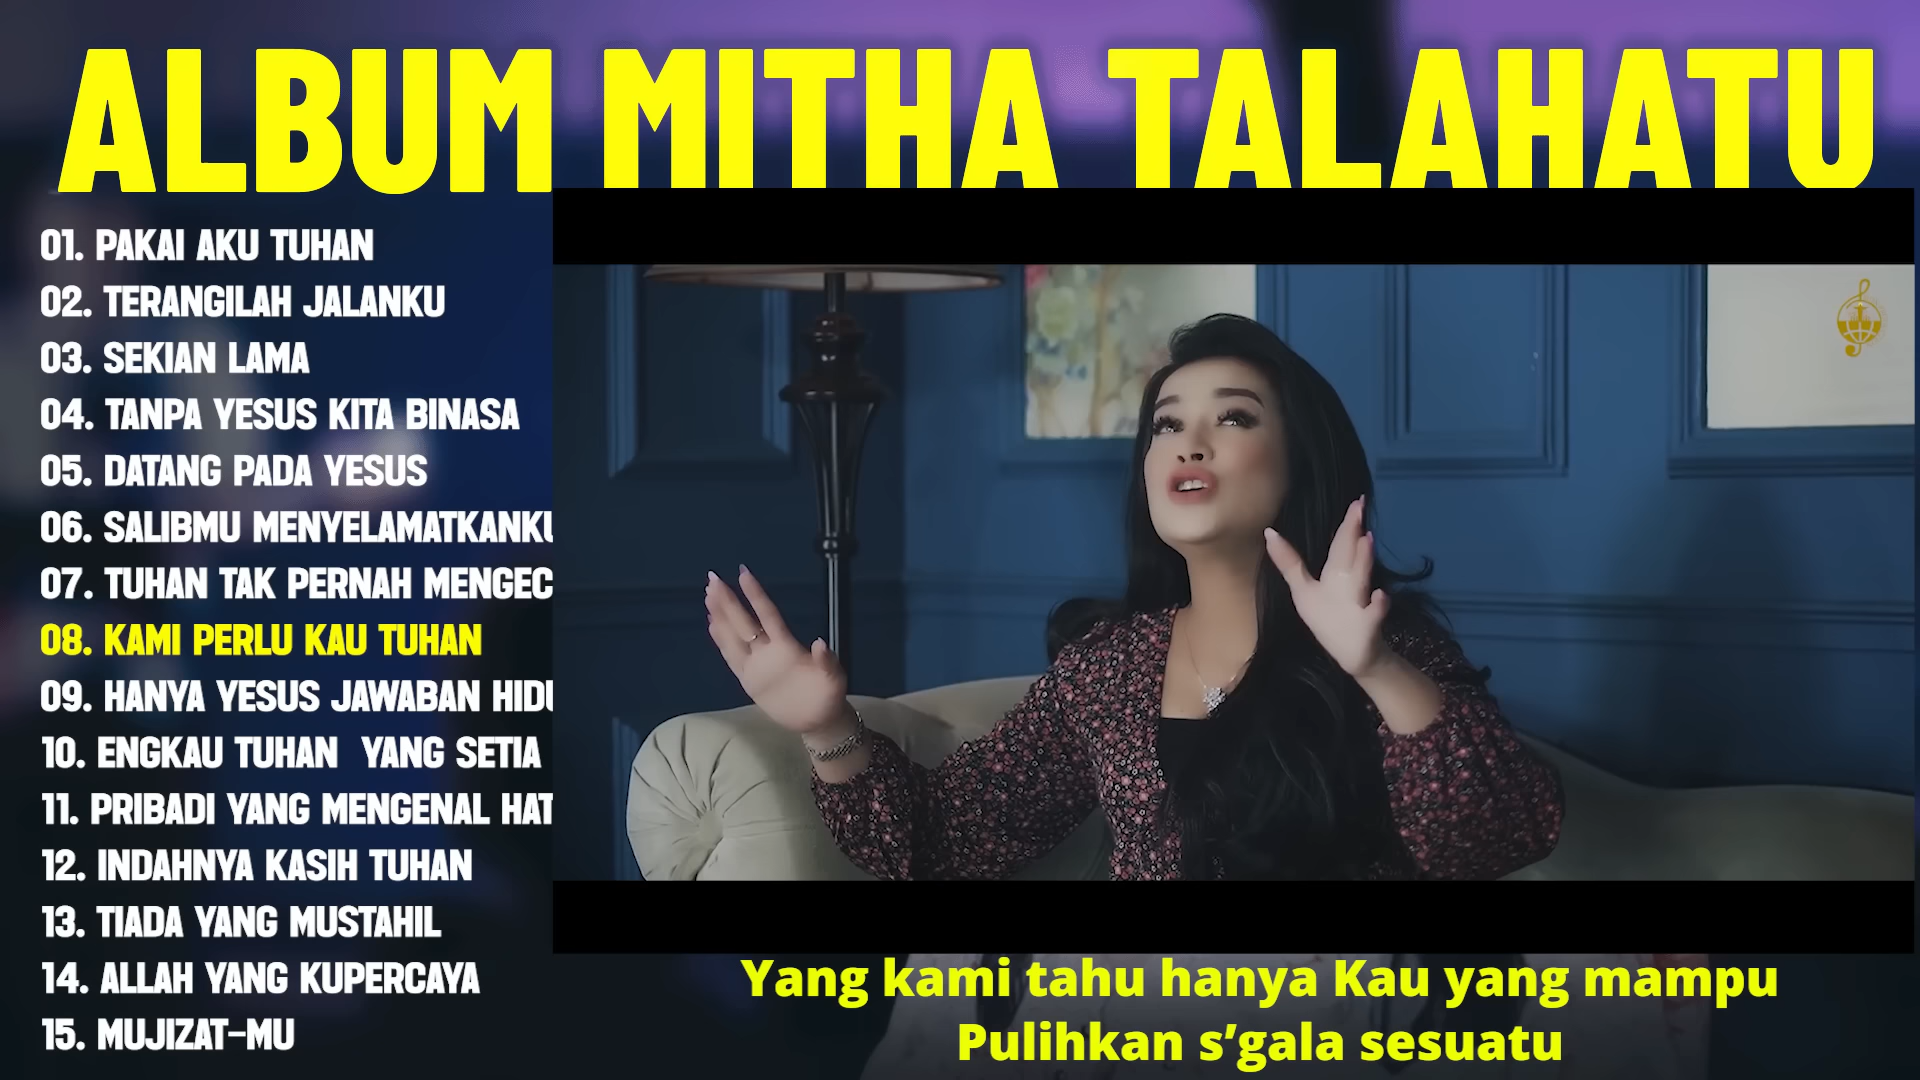 ALBUM MITHA TALAHATU
01. PAKAI AKU TUHAN
02. TERANGILAH JALANKU
03. SEKIAN LAMA
04. TANPA YESUS KITA BINASA
05. DATANG PADA YESUS
06. SALIBMU MENYELAMATKANKU
07. TUHAN TAK PERNAH MENGEC
08. KAMI PERLU KAU TUHAN
09. HANYA YESUS JAWABAN HIDU
10. ENGKAU TUHAN YANG SETIA
11. PRIBADI YANG MENGENAL HAT
12. INDAHNYA KASIH TUHAN
13. TIADA YANG MUSTAHIL
14. ALLAH YANG KUPERCAYA
15. MUJIZAT-MU
Yang kami tahu hanya Kau yang mampu
Pulihkan s’gala sesuatu